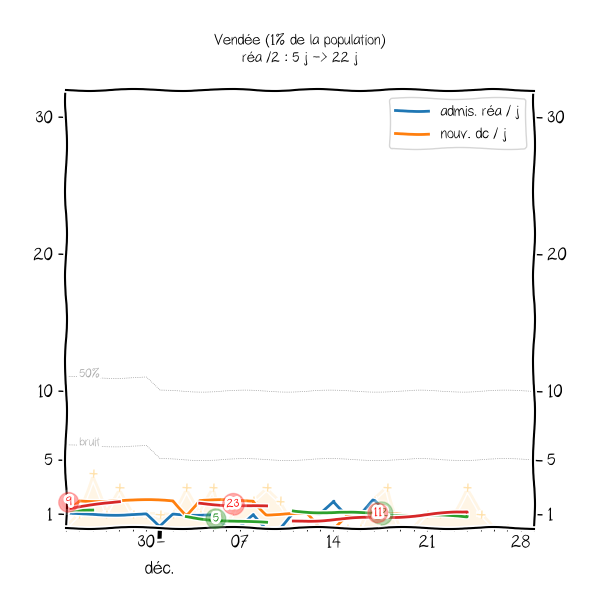 Vendée (1% de la population)
réa /2 : 5 j -> 22 j
admis. réa / j
nouv. dc / j
30 30
20 20
50%
10 10
bruit
5 5
9 23 5
1 1
30 07 14 21 28
déc.